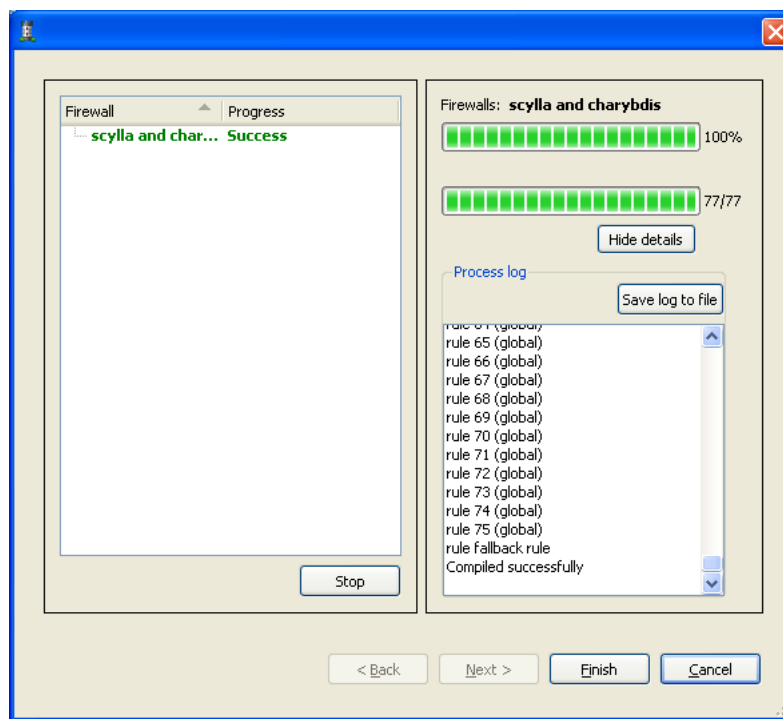 Firewall Progress
scylla and char... Success
Stop
Firewalls: scylla and charybdis
100%
77/77
Hide details
Process log
Save log to file
rule 65 (global)
rule 66 (global)
rule 67 (global)
rule 68 (global)
rule 69 (global)
rule 70 (global)
rule 71 (global)
rule 72 (global)
rule 73 (global)
rule 74 (global)
rule 75 (global)
rule fallback rule
Compiled successfully
< Back Next > Finish Cancel